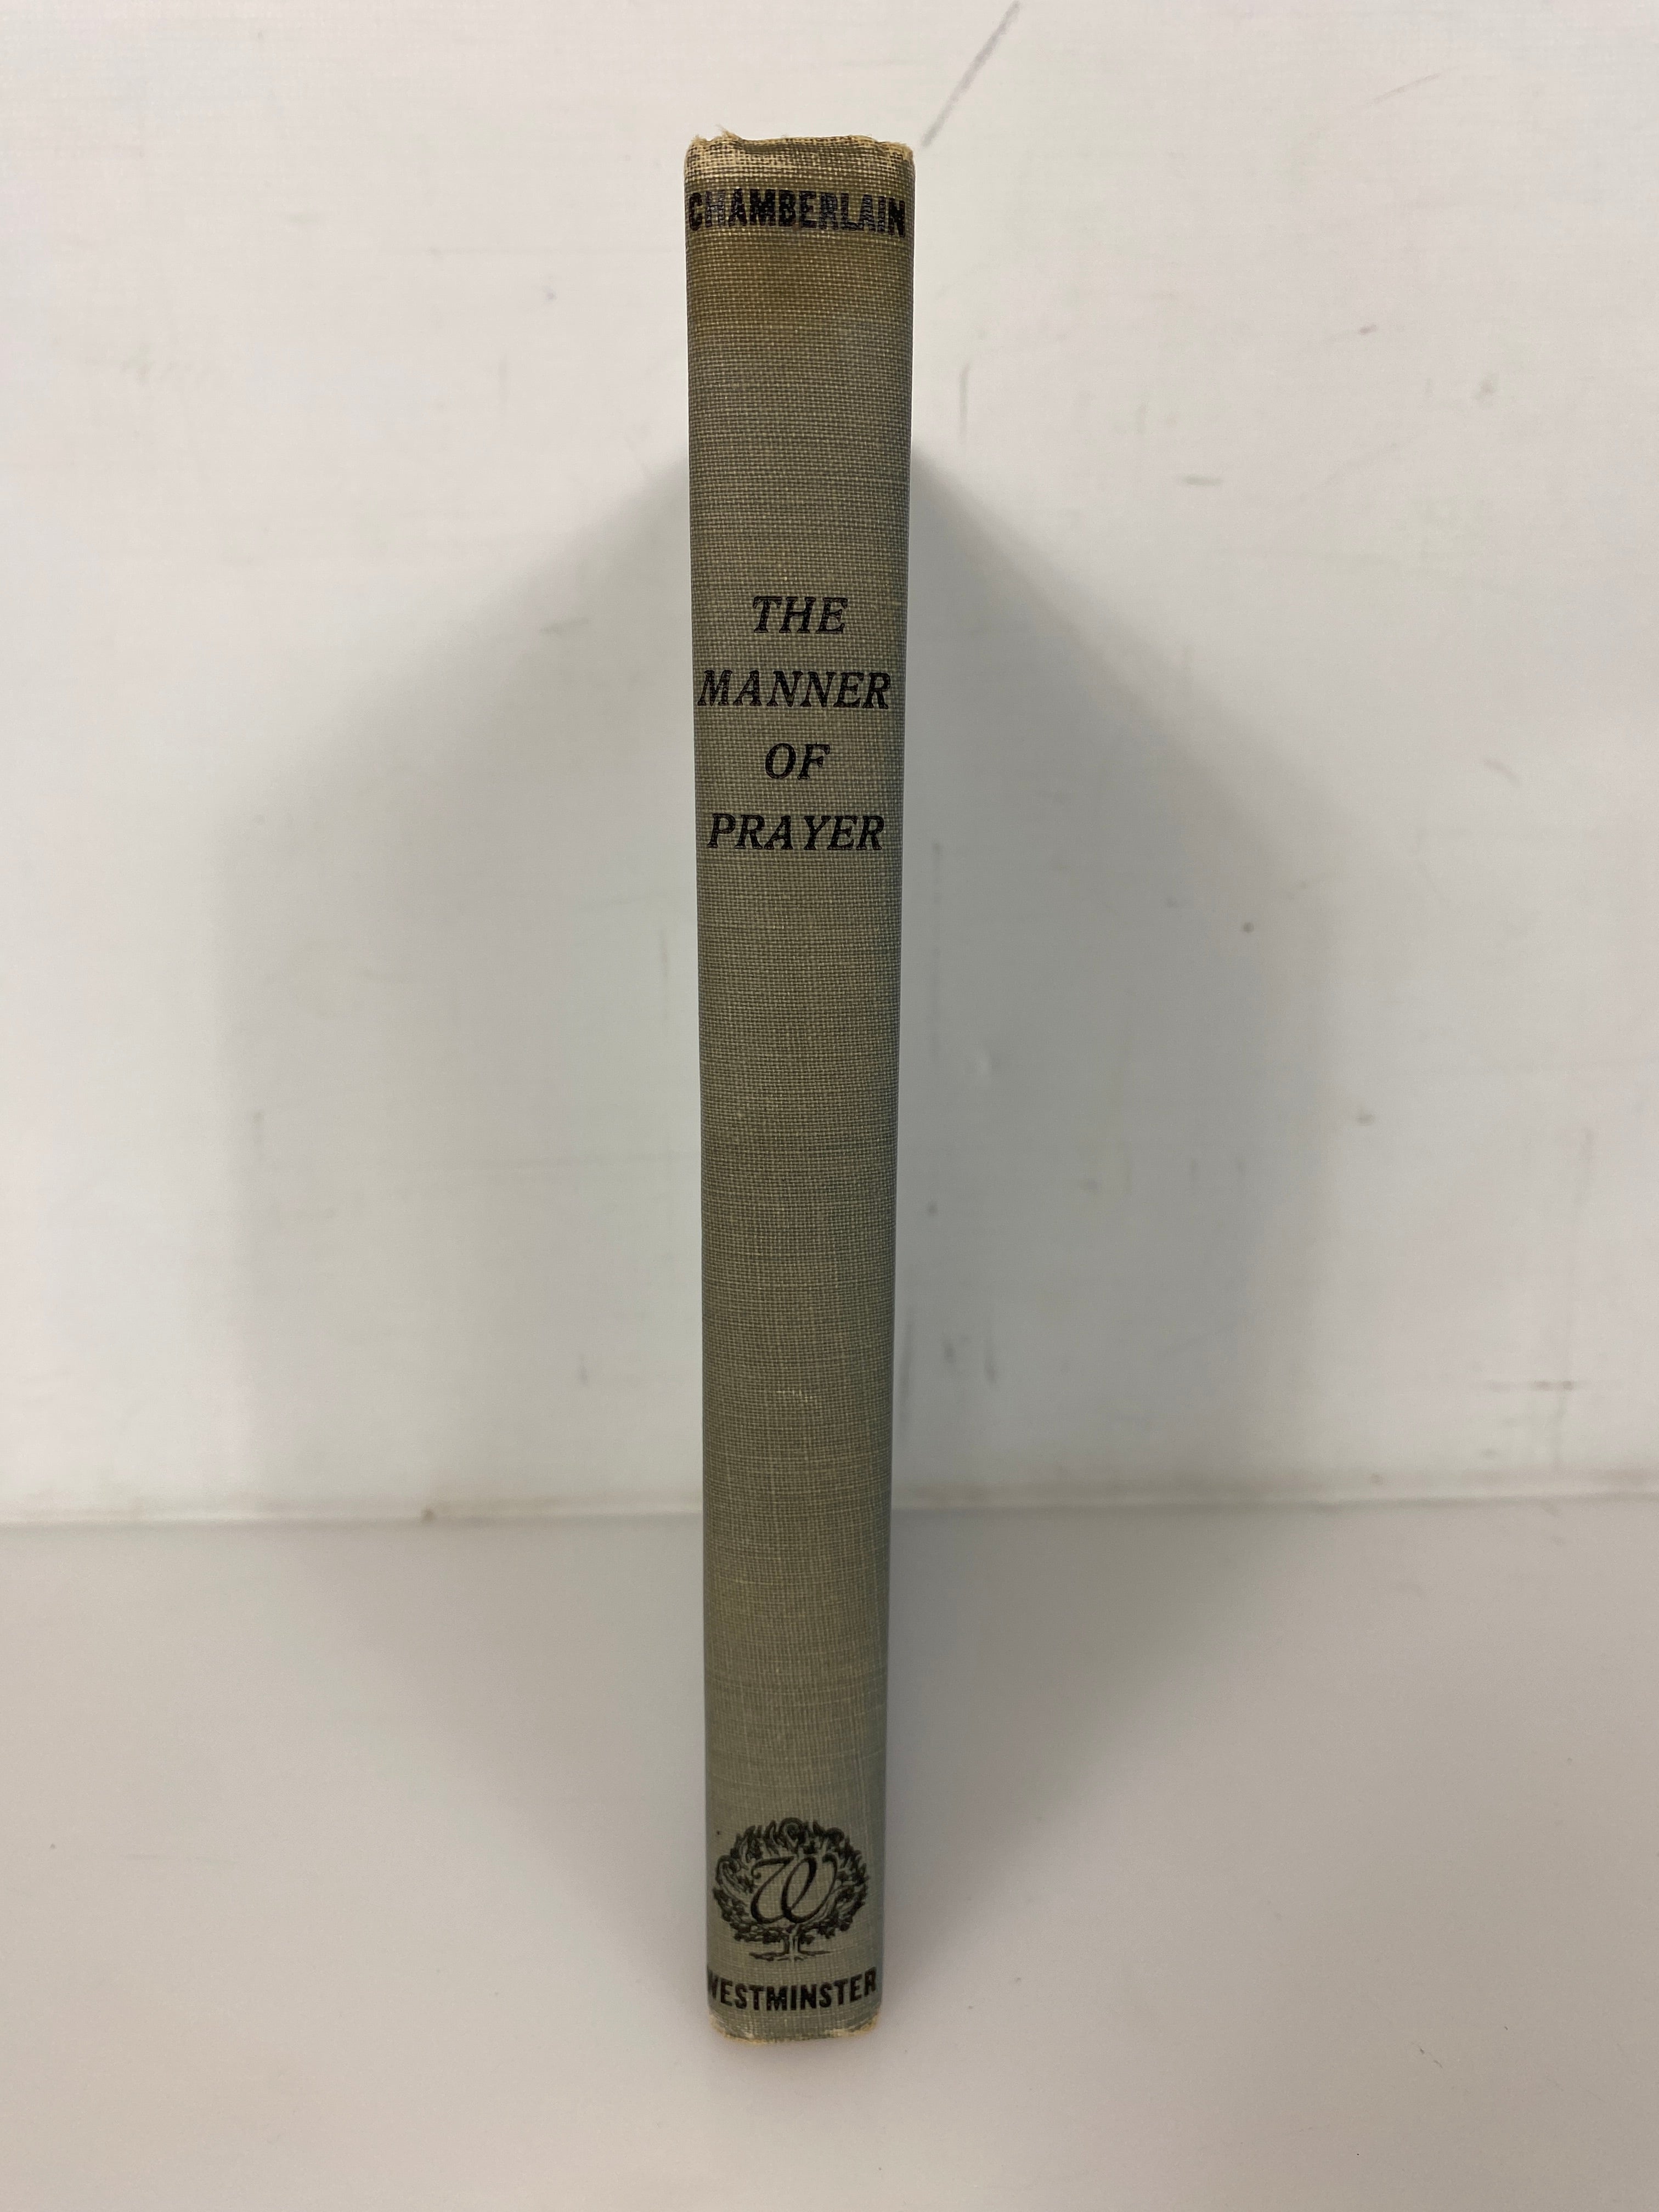 CHAMBERLAIN
THE
MANNER
OF
PRAYER
W
WESTMINSTER